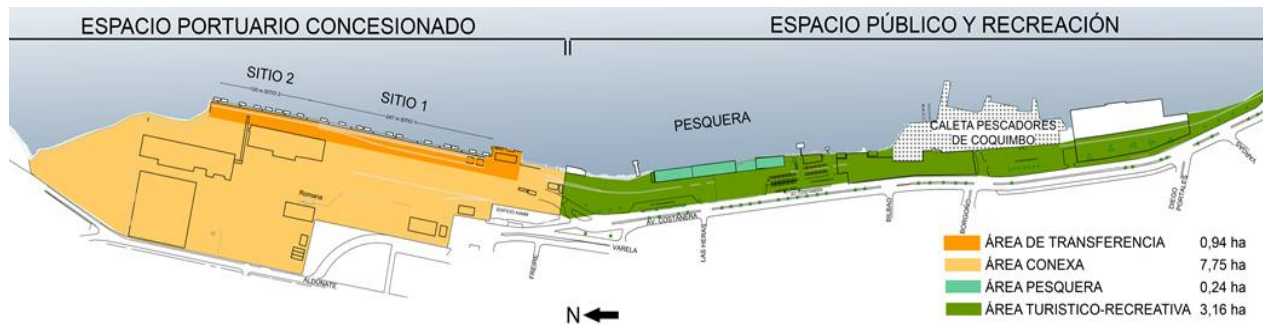 ESPACIO PORTUARIO CONCESIONADO
ESPACIO PÚBLICO Y RECREACIÓN
SITIO 2
SITIO 1
PESQUERA
CALETA PESCADORES
DE COQUIMBO
Romana
AV. COSTANERA
VARELA
FREIRE
LAS HERAS
BILBAO
BORGOÑO
DIEGO
PORTALES
ALDUNATE
N
ÁREA DE TRANSFERENCIA 0,94 ha
ÁREA CONEXA 7,75 ha
ÁREA PESQUERA 0,24 ha
ÁREA TURISTICO-RECREATIVA 3,16 ha